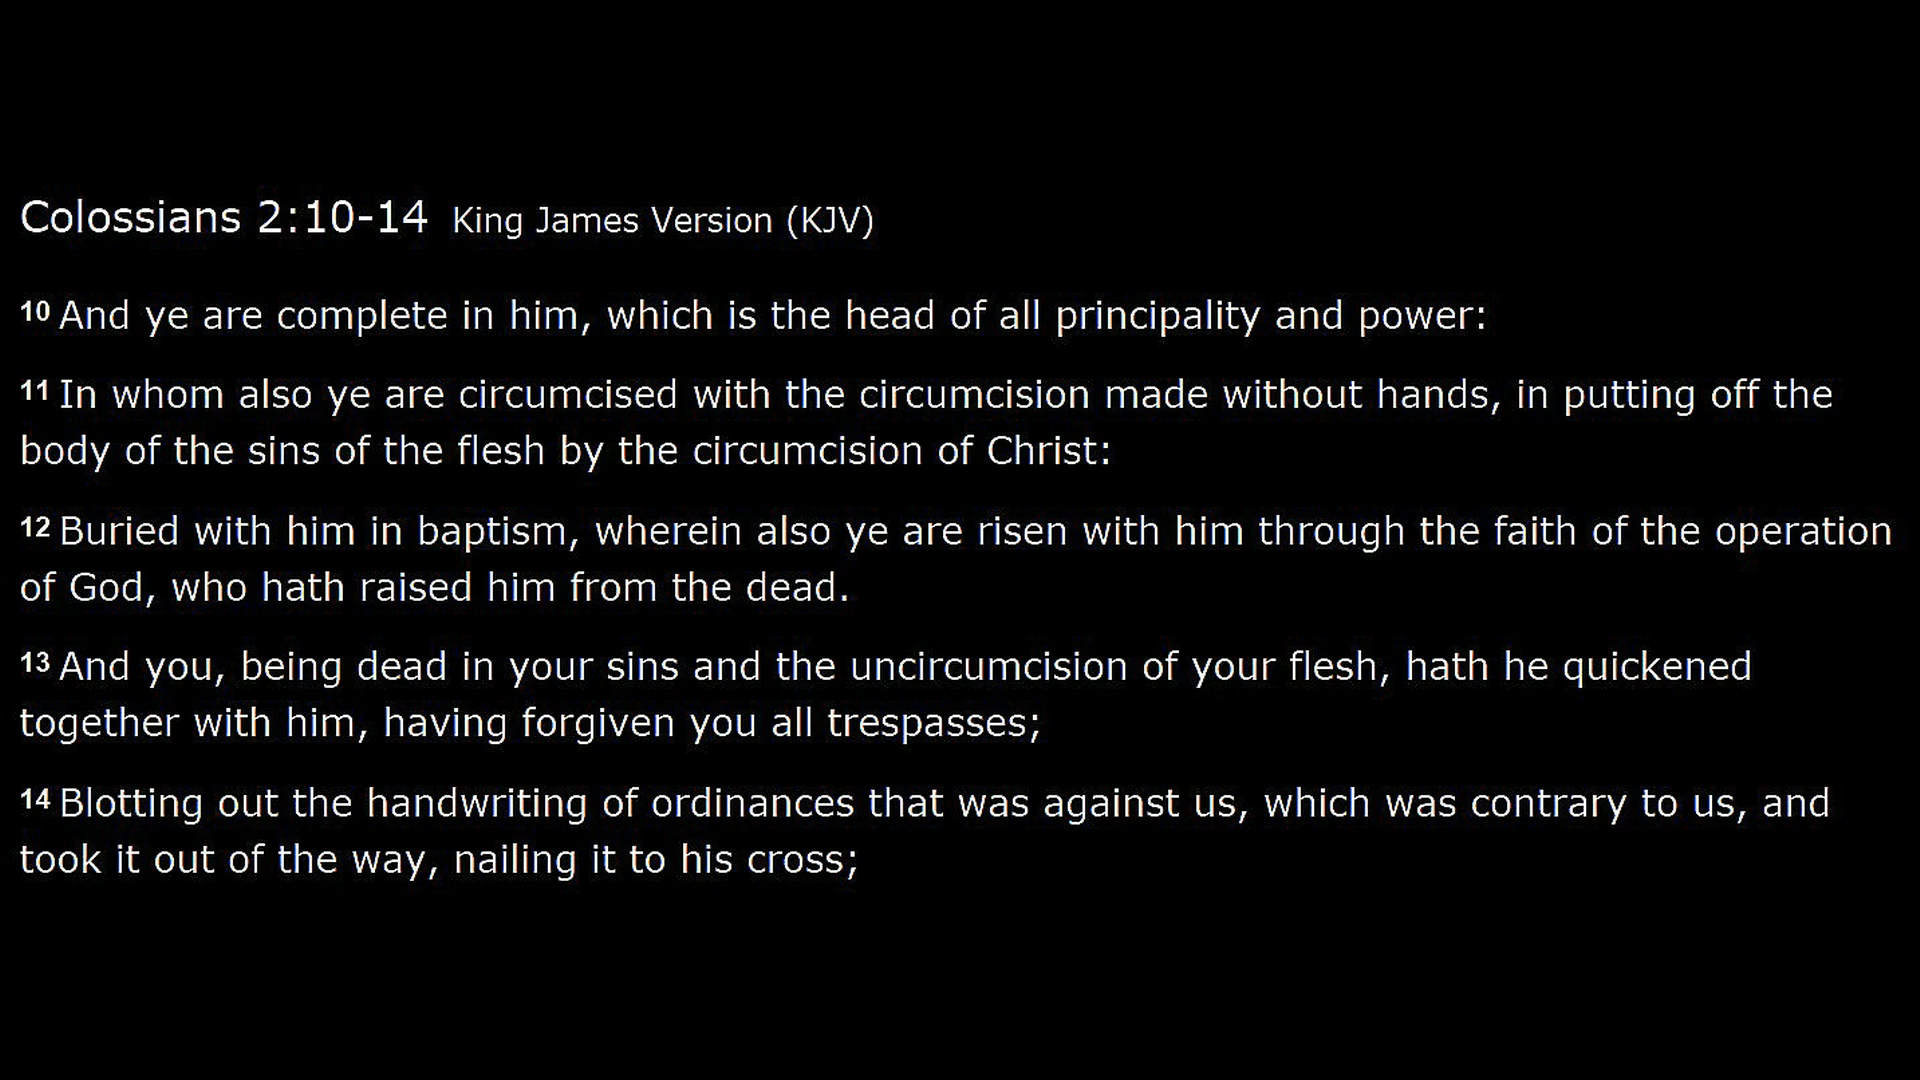 Colossians 2:10-14 King James Version (KJV)
10 And ye are complete in him, which is the head of all principality and power:
11 In whom also ye are circumcised with the circumcision made without hands, in putting off the
body of the sins of the flesh by the circumcision of Christ:
12 Buried with him in baptism, wherein also ye are risen with him through the faith of the operation
of God, who hath raised him from the dead.
13 And you, being dead in your sins and the uncircumcision of your flesh, hath he quickened
together with him, having forgiven you all trespasses;
14 Blotting out the handwriting of ordinances that was against us, which was contrary to us, and
took it out of the way, nailing it to his cross;